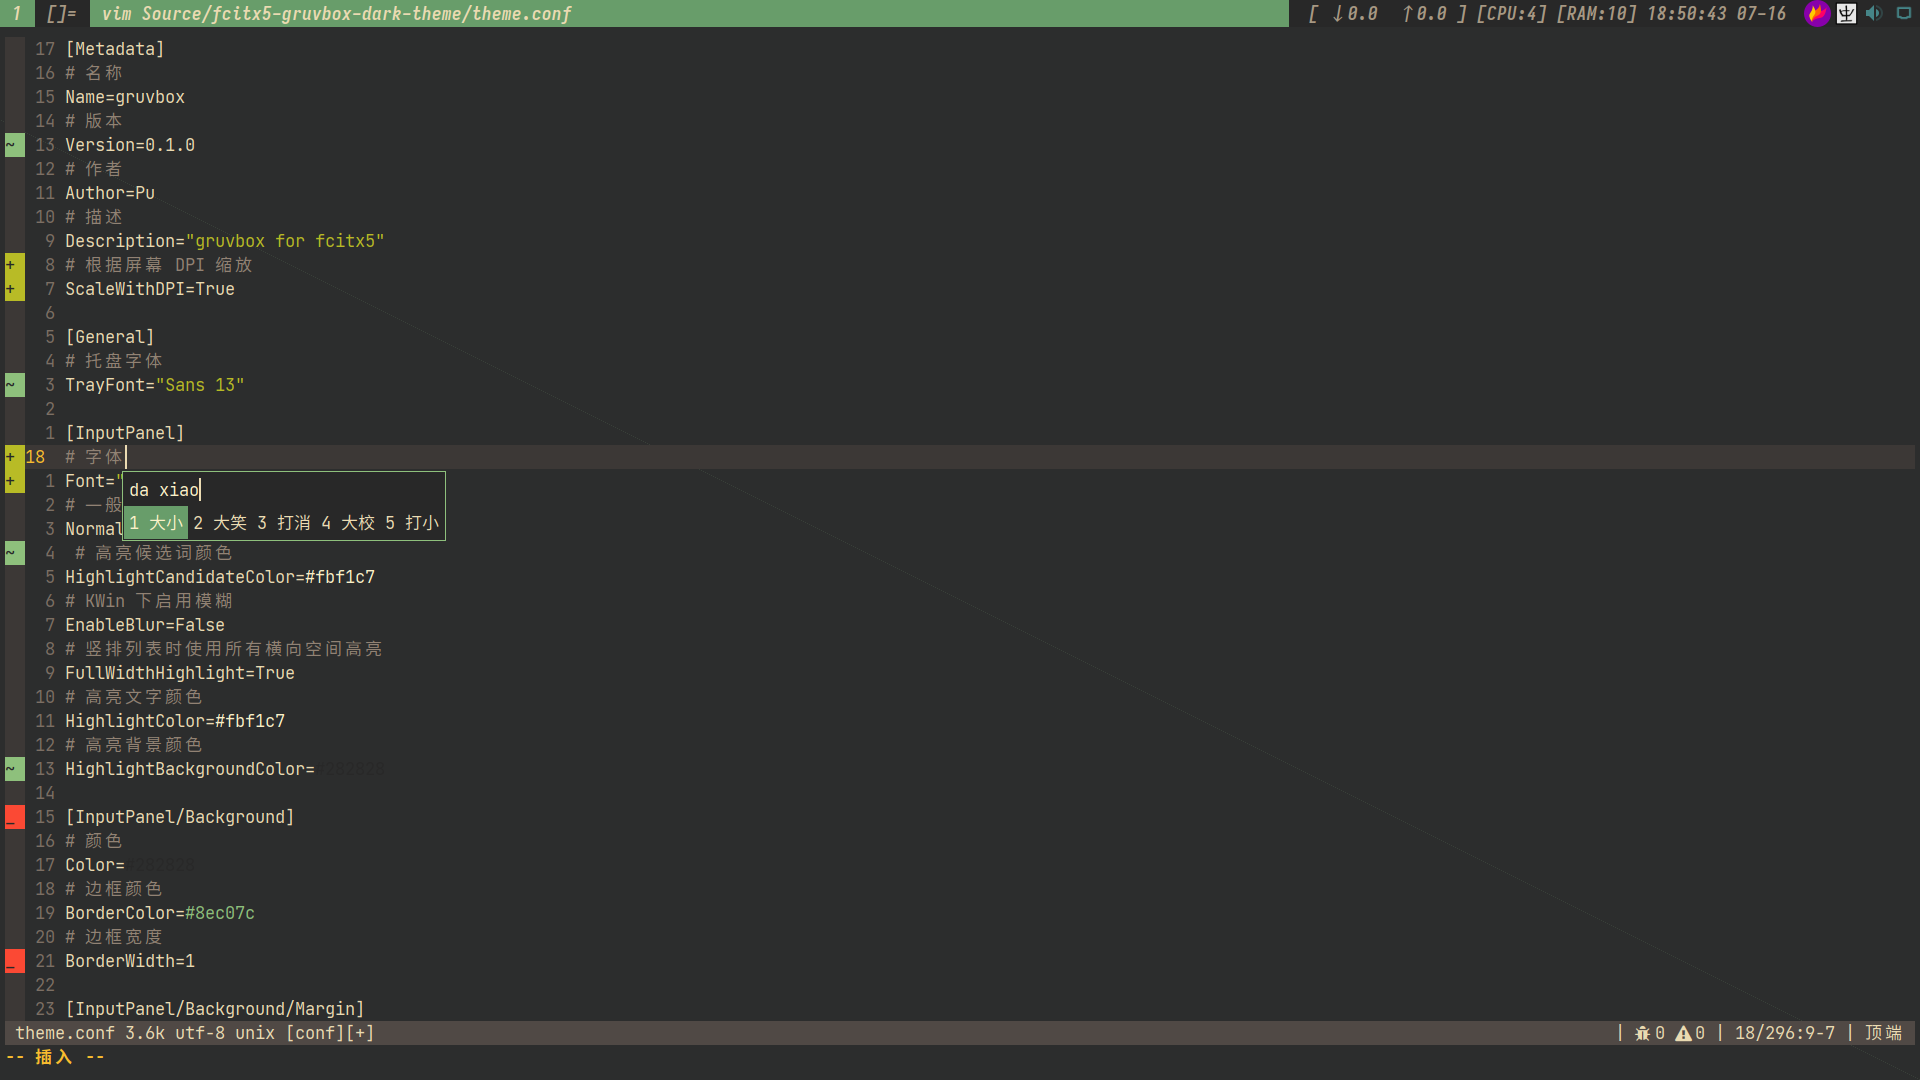 1 []= vim Source/fcitx5-gruvbox-dark-theme/theme.conf [ ↓0.0 ↑0.0 ] [CPU:4] [RAM:10] 18:50:43 07-16
17 [Metadata]
16 # 名称
15 Name=gruvbox
14 # 版本
~ 13 Version=0.1.0
12 # 作者
11 Author=Pu
10 # 描述
9 Description="gruvbox for fcitx5"
+ 8 # 根据屏幕 DPI 缩放
+ 7 ScaleWithDPI=True
6
5 [General]
4 # 托盘字体
~ 3 TrayFont="Sans 13"
2
1 [InputPanel]
+ 18 # 字体
+ 1 Font="
da xiao
2 # 一般
1 大小 2 大笑 3 打消 4 大校 5 打小
3 Normal
~ 4 # 高亮候选词颜色
5 HighlightCandidateColor=#fbf1c7
6 # KWin 下启用模糊
7 EnableBlur=False
8 # 竖排列表时使用所有横向空间高亮
9 FullWidthHighlight=True
10 # 高亮文字颜色
11 HighlightColor=#fbf1c7
12 # 高亮背景颜色
~ 13 HighlightBackgroundColor=#282828
14
_ 15 [InputPanel/Background]
16 # 颜色
17 Color=#282828
18 # 边框颜色
19 BorderColor=#8ec07c
20 # 边框宽度
_ 21 BorderWidth=1
22
23 [InputPanel/Background/Margin]
theme.conf 3.6k utf-8 unix [conf][+] | 0 0 | 18/296:9-7 | 顶端
-- 插入 --